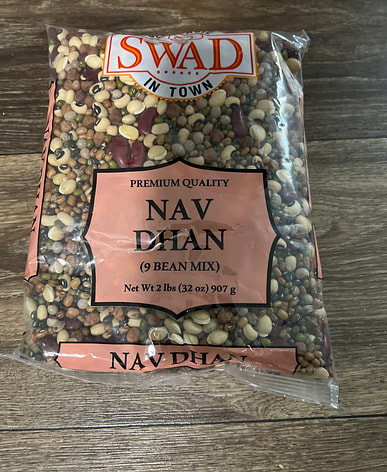 SWAD
IN TOWN
PREMIUM QUALITY
NAV
DHAN
(9 BEAN MIX)
Net Wt 2 lbs (32 oz) 907 g
NAV DHAN